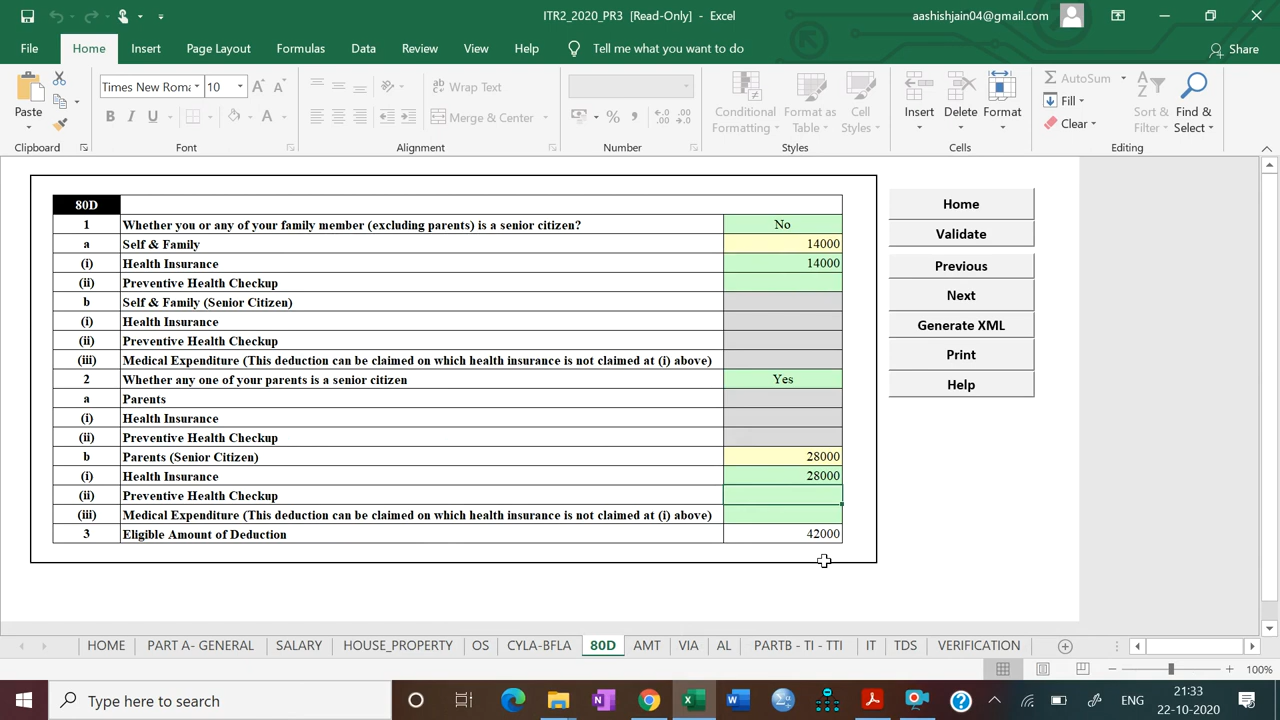 ITR2_2020_PR3 [Read-Only] - Excel
aashishjain04@gmail.com
File Home Insert Page Layout Formulas Data Review View Help Tell me what you want to do Share
Paste
Times New Roma 10
B I U
Wrap Text
Merge & Center
Conditional Formatting
Format as Table
Cell Styles
Insert Delete Format
AutoSum
Fill
Clear
Sort & Filter
Find & Select
Clipboard Font Alignment Number Styles Cells Editing
80D
1 Whether you or any of your family member (excluding parents) is a senior citizen? No
a Self & Family 14000
(i) Health Insurance 14000
(ii) Preventive Health Checkup
b Self & Family (Senior Citizen)
(i) Health Insurance
(ii) Preventive Health Checkup
(iii) Medical Expenditure (This deduction can be claimed on which health insurance is not claimed at (i) above)
2 Whether any one of your parents is a senior citizen Yes
a Parents
(i) Health Insurance
(ii) Preventive Health Checkup
b Parents (Senior Citizen) 28000
(i) Health Insurance 28000
(ii) Preventive Health Checkup
(iii) Medical Expenditure (This deduction can be claimed on which health insurance is not claimed at (i) above)
3 Eligible Amount of Deduction 42000
Home
Validate
Previous
Next
Generate XML
Print
Help
HOME PART A- GENERAL SALARY HOUSE_PROPERTY OS CYLA-BFLA 80D AMT VIA AL PARTB - TI - TTI IT TDS VERIFICATION
100%
Type here to search
ENG
21:33
22-10-2020